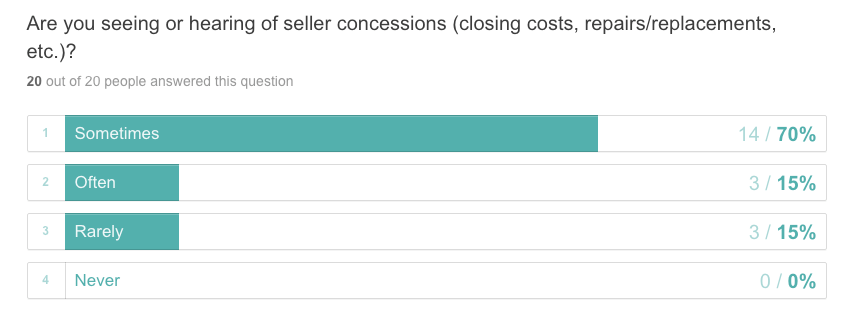 Are you seeing or hearing of seller concessions (closing costs, repairs/replacements,
etc.)?
20 out of 20 people answered this question
1 Sometimes 14 / 70%
2 Often 3 / 15%
3 Rarely 3 / 15%
4 Never 0 / 0%